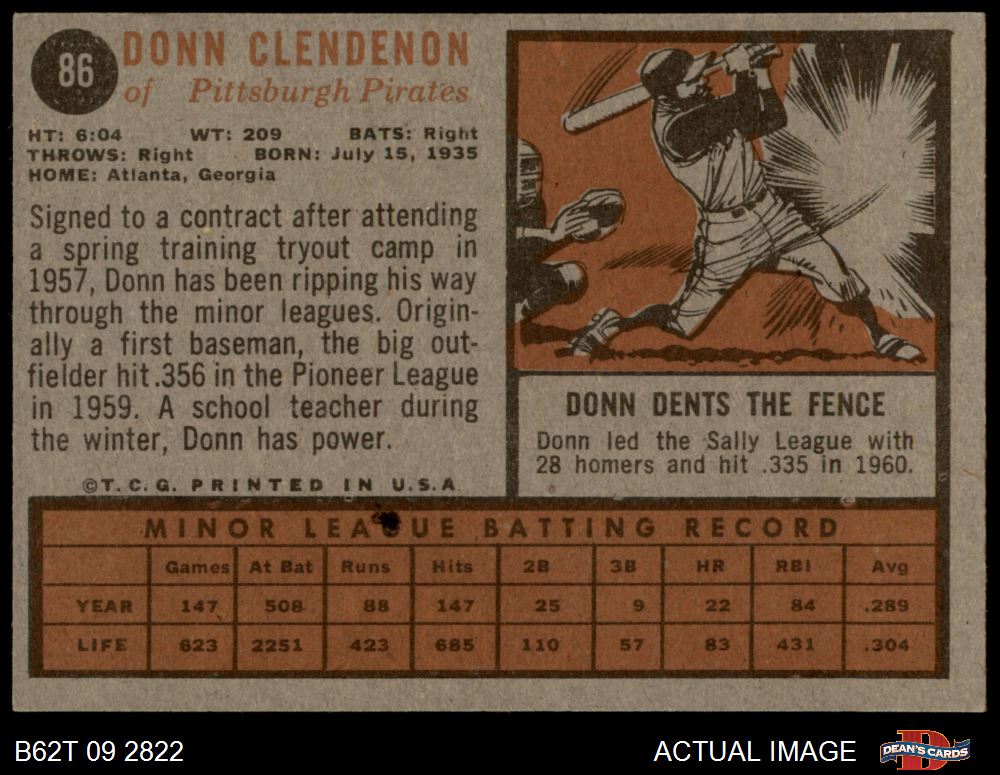 86
DONN CLENDENON
of Pittsburgh Pirates
HT: 6:04 WT: 209 BATS: Right
THROWS: Right BORN: July 15, 1935
HOME: Atlanta, Georgia
Signed to a contract after attending
a spring training tryout camp in
1957, Donn has been ripping his way
through the minor leagues. Origin-
ally a first baseman, the big out-
fielder hit .356 in the Pioneer League
in 1959. A school teacher during
the winter, Donn has power.
©T.C.G. PRINTED IN U.S.A.
DONN DENTS THE FENCE
Donn led the Sally League with
28 homers and hit .335 in 1960.
MINOR LEAGUE BATTING RECORD
Games At Bat Runs Hits 2B 3B HR RBI Avg
YEAR 147 508 88 147 25 9 22 84 .289
LIFE 623 2251 423 685 110 57 83 431 .304
B62T 09 2822
ACTUAL IMAGE
D
DEAN'S CARDS